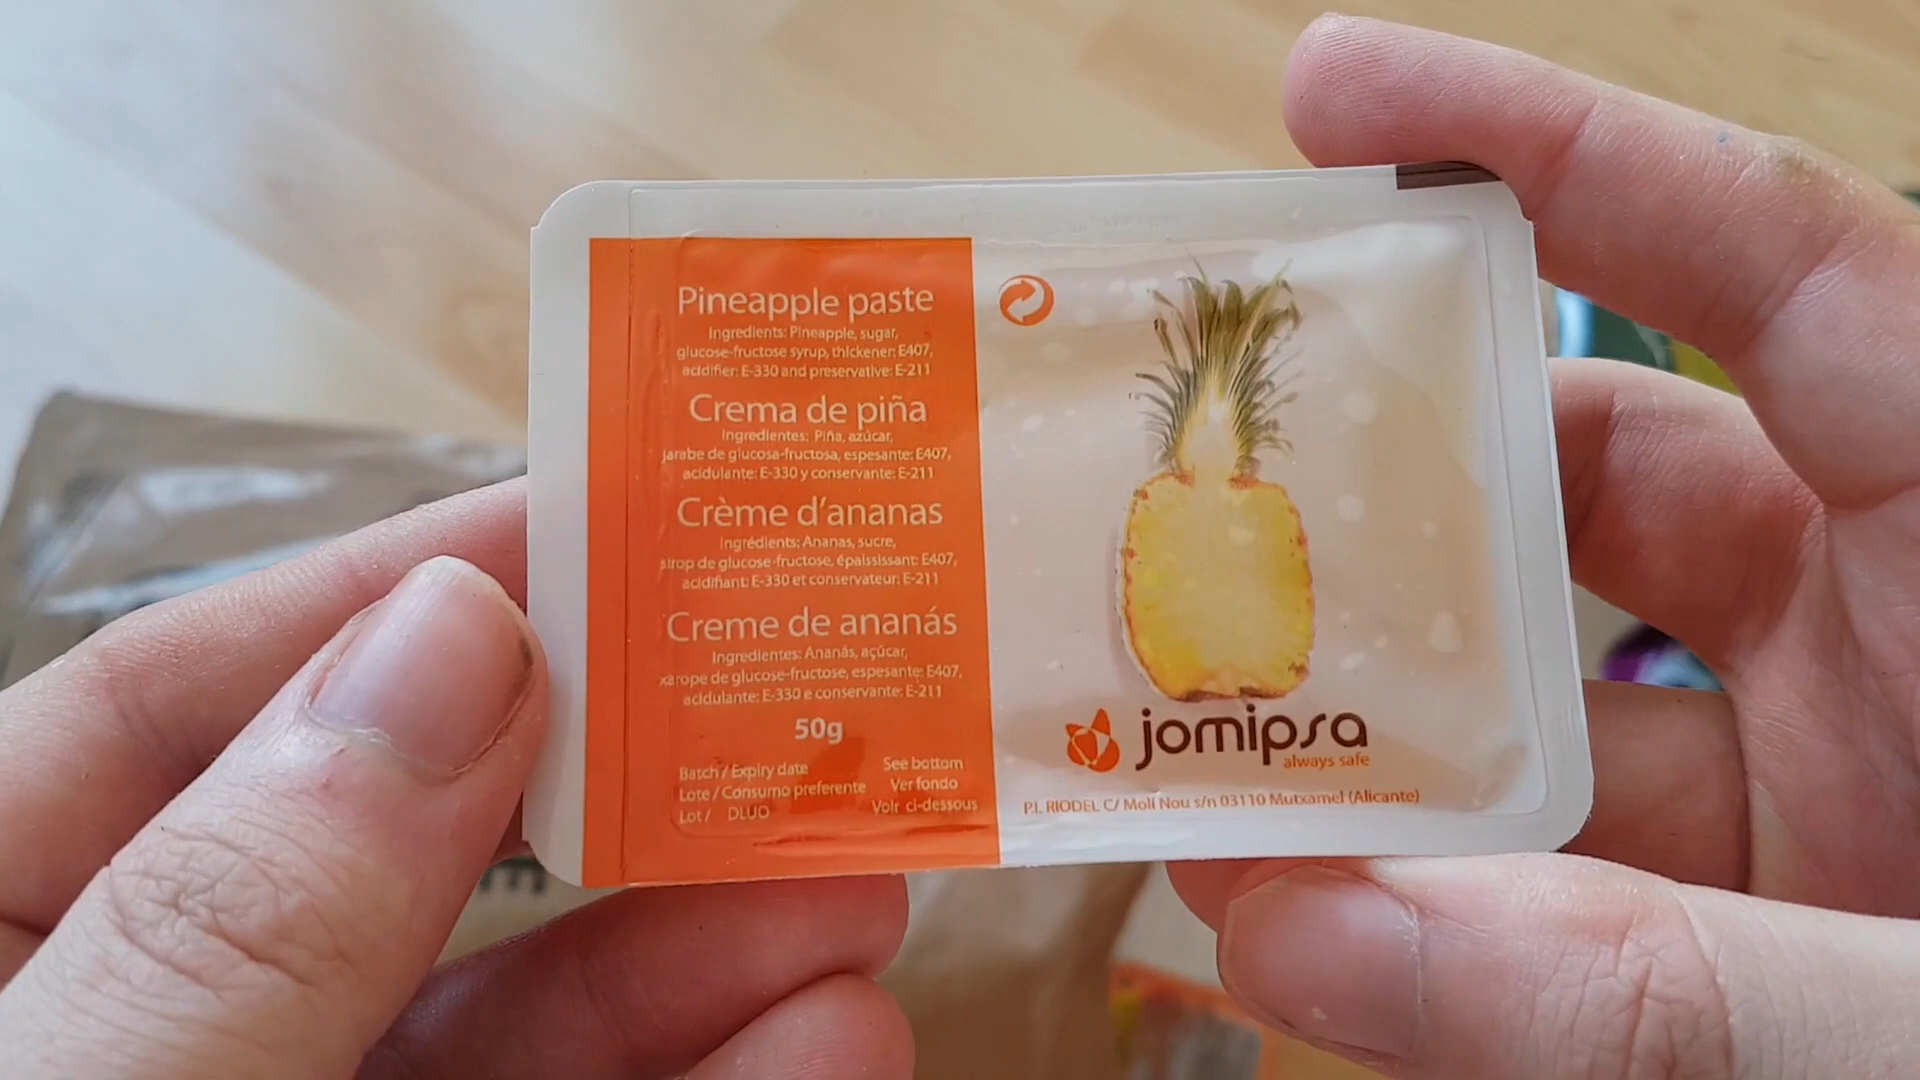 Pineapple paste
Ingredients: Pineapple, sugar,
glucose-fructose syrup, thickener: E407,
acidifier: E-330 and preservative: E-211
Crema de piña
Ingredientes: Piña, azúcar,
jarabe de glucosa-fructosa, espesante: E407,
acidulante: E-330 y conservante: E-211
Crème d'ananas
Ingrédients: Ananas, sucre,
sirop de glucose-fructose, épaississant: E407,
acidifiant: E-330 et conservateur: E-211
Creme de ananás
Ingredientes: Ananás, açúcar,
xarope de glucose-fructose, espesante: E407,
acidulante: E-330 e conservante: E-211
50g
Batch / Expiry date See bottom
Lote / Consumo preferente Ver fondo
Lot / DLUO Voir ci-dessous
jomipsa
always safe
P.I. RIODEL C/ Molí Nou s/n 03110 Mutxamel (Alicante)